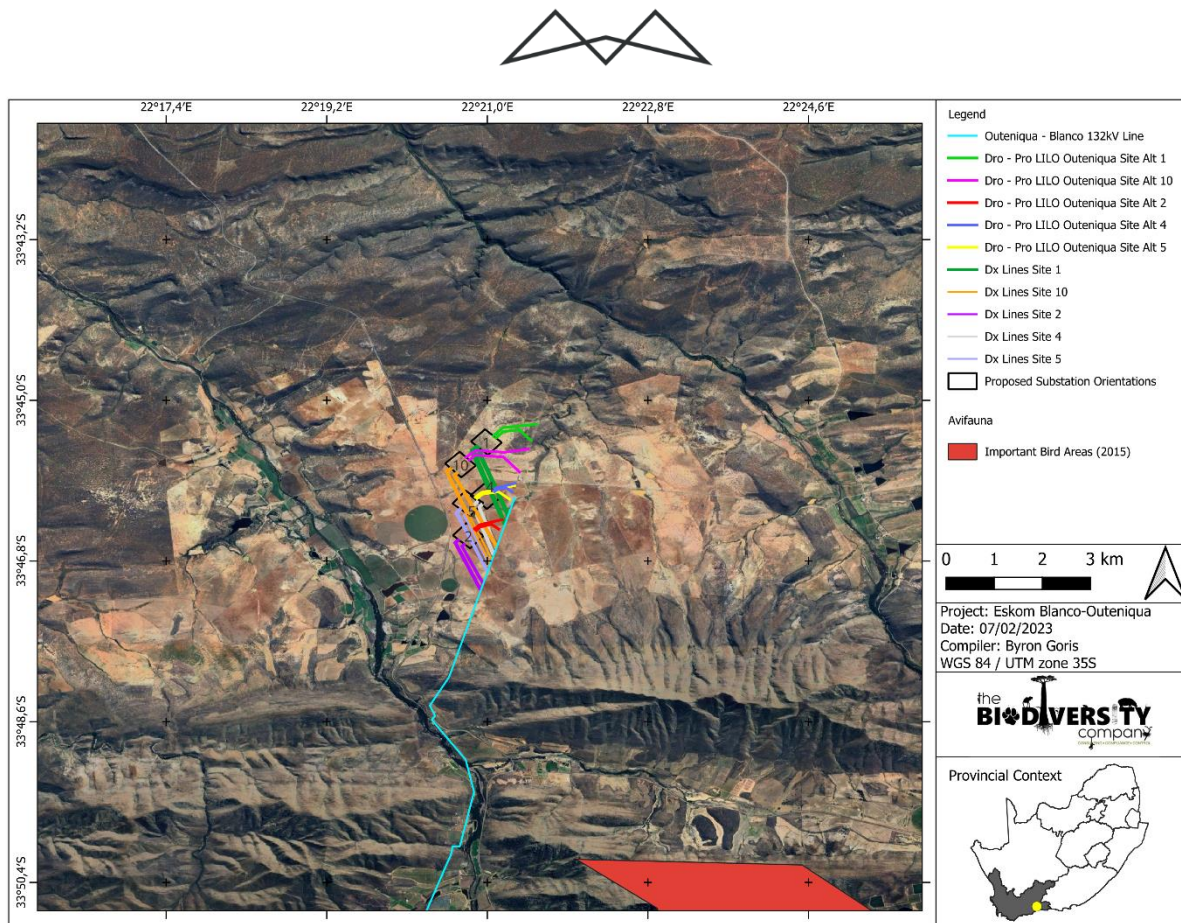 22°17,4'E
22°19,2'E
22°21,0'E
22°22,8'E
22°24,6'E
33°43,2'S
33°45,0'S
33°46,8'S
33°48,6'S
33°50,4'S
1
10
5
2
Legend
Outeniqua - Blanco 132kV Line
Dro - Pro LILO Outeniqua Site Alt 1
Dro - Pro LILO Outeniqua Site Alt 10
Dro - Pro LILO Outeniqua Site Alt 2
Dro - Pro LILO Outeniqua Site Alt 4
Dro - Pro LILO Outeniqua Site Alt 5
Dx Lines Site 1
Dx Lines Site 10
Dx Lines Site 2
Dx Lines Site 4
Dx Lines Site 5
Proposed Substation Orientations
Avifauna
Important Bird Areas (2015)
0 1 2 3 km
Project: Eskom Blanco-Outeniqua
Date: 07/02/2023
Compiler: Byron Goris
WGS 84 / UTM zone 35S
the
BIODIVERSITY
company
Provincial Context